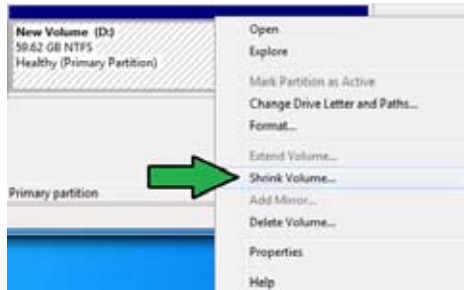 New Volume (D:)
59.62 GB NTFS
Healthy (Primary Partition)
Primary partition
Open
Explore
Mark Partition as Active
Change Drive Letter and Paths...
Format...
Extend Volume...
Shrink Volume...
Add Mirror...
Delete Volume...
Properties
Help